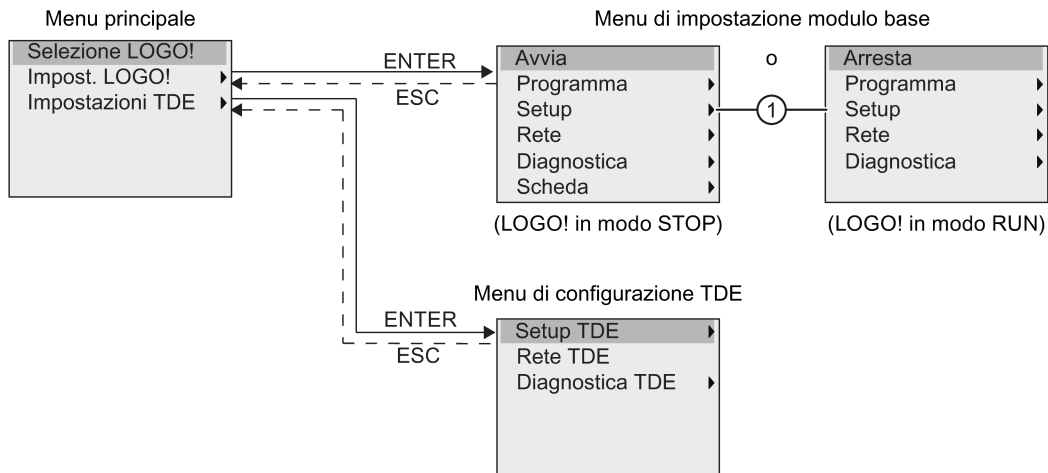 Menu principale
Selezione LOGO!
Impost. LOGO!
Impostazioni TDE
ENTER
ESC
Menu di impostazione modulo base
Avvia
Programma
Setup
Rete
Diagnostica
Scheda
(LOGO! in modo STOP)
o
1
Arresta
Programma
Setup
Rete
Diagnostica
(LOGO! in modo RUN)
Menu di configurazione TDE
ENTER
ESC
Setup TDE
Rete TDE
Diagnostica TDE